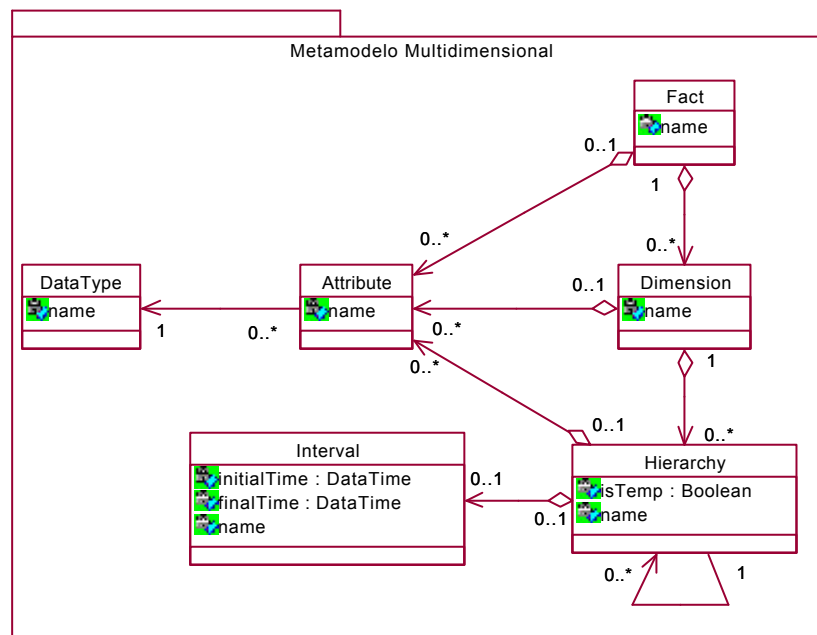 Metamodelo Multidimensional
Fact
name
0..1
1
0..*
0..*
DataType
name
1
0..*
Attribute
name
0..*
0..*
0..1
Dimension
name
1
0..*
0..1
Interval
initialTime : DataTime
finalTime : DataTime
name
0..1
0..1
Hierarchy
isTemp : Boolean
name
0..*
1